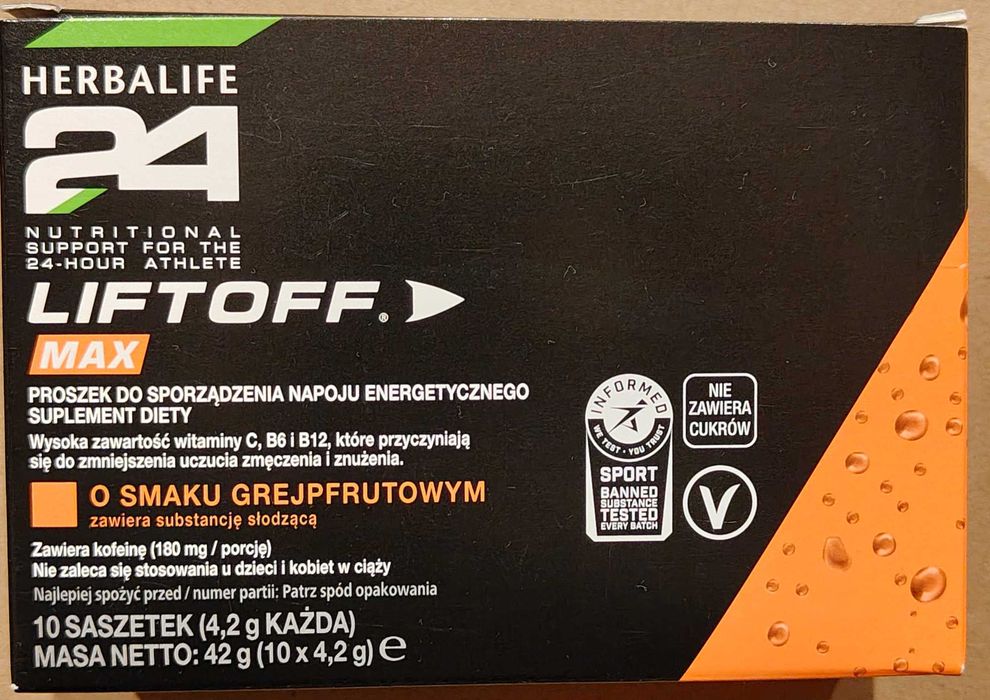 HERBALIFE
24
NUTRITIONAL
SUPPORT FOR THE
24-HOUR ATHLETE
LIFTOFF®
MAX
PROSZEK DO SPORZĄDZENIA NAPOJU ENERGETYCZNEGO
SUPLEMENT DIETY
Wysoka zawartość witaminy C, B6 i B12, które przyczyniają
się do zmniejszenia uczucia zmęczenia i znużenia.
O SMAKU GREJPFRUTOWYM
zawiera substancję słodzącą
Zawiera kofeinę (180 mg / porcję)
Nie zaleca się stosowania u dzieci i kobiet w ciąży
Najlepiej spożyć przed / numer partii: Patrz spód opakowania
10 SASZETEK (4,2 g KAŻDA)
MASA NETTO: 42 g (10 x 4,2 g) ℮
INFORMED
WE TEST · YOU TRUST
SPORT
BANNED
SUBSTANCE
TESTED
EVERY BATCH
NIE
ZAWIERA
CUKRÓW
V